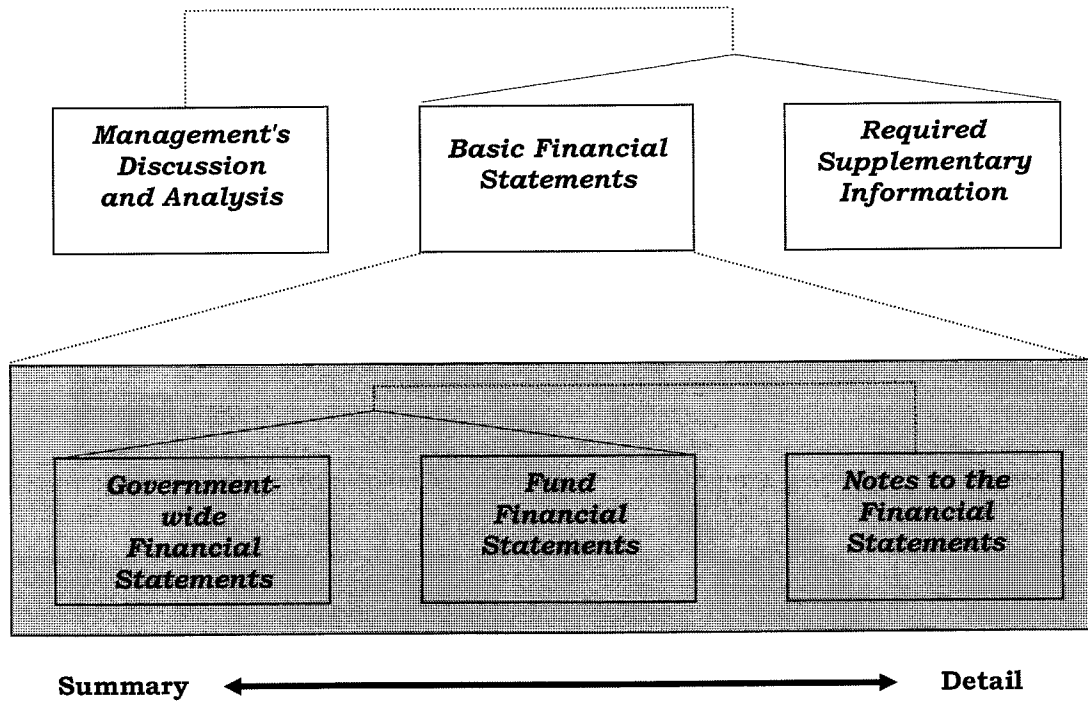 Management's
Discussion
and Analysis
Basic Financial
Statements
Required
Supplementary
Information
Government-
wide
Financial
Statements
Fund
Financial
Statements
Notes to the
Financial
Statements
Summary
Detail